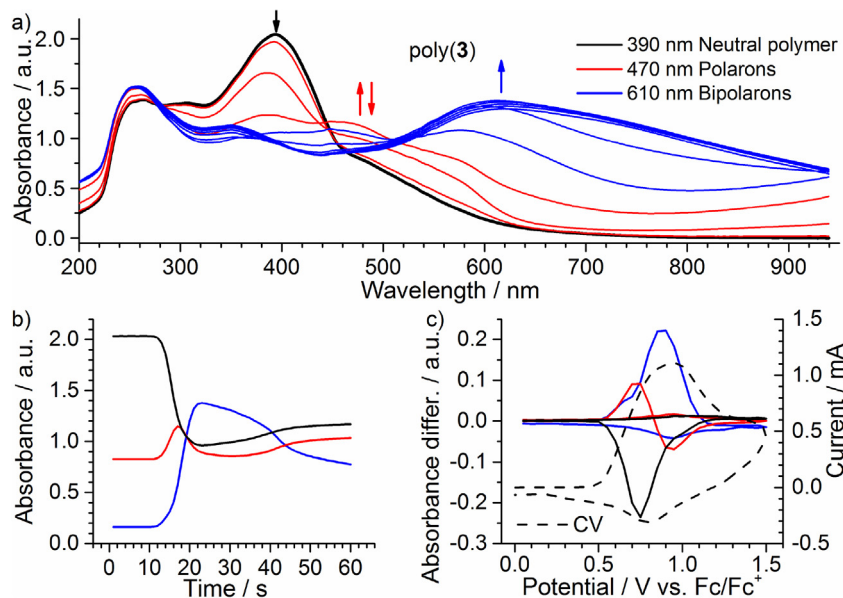 a)
poly(3)
390 nm Neutral polymer
470 nm Polarons
610 nm Bipolarons
Absorbance / a.u.
2.0
1.5
1.0
0.5
0.0
200 300 400 500 600 700 800 900
Wavelength / nm
b)
Absorbance / a.u.
2.0
1.5
1.0
0.5
0.0
0 10 20 30 40 50 60
Time / s
c)
Absorbance differ. / a.u.
0.2
0.1
0.0
-0.1
-0.2
-0.3
CV
1.5
1.0
0.5
0.0
-0.5
Current / mA
0.0 0.5 1.0 1.5
Potential / V vs. Fc/Fc⁺